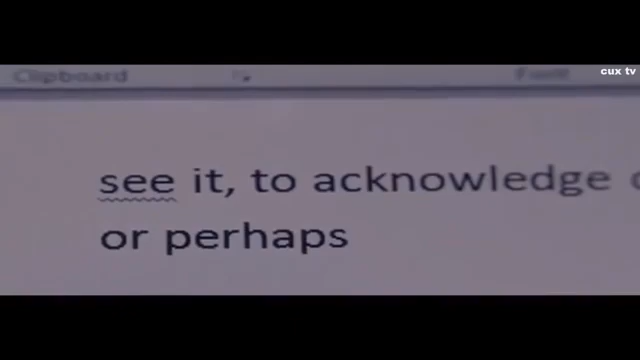 Clipboard
Font
cux tv
see it, to acknowledge
or perhaps